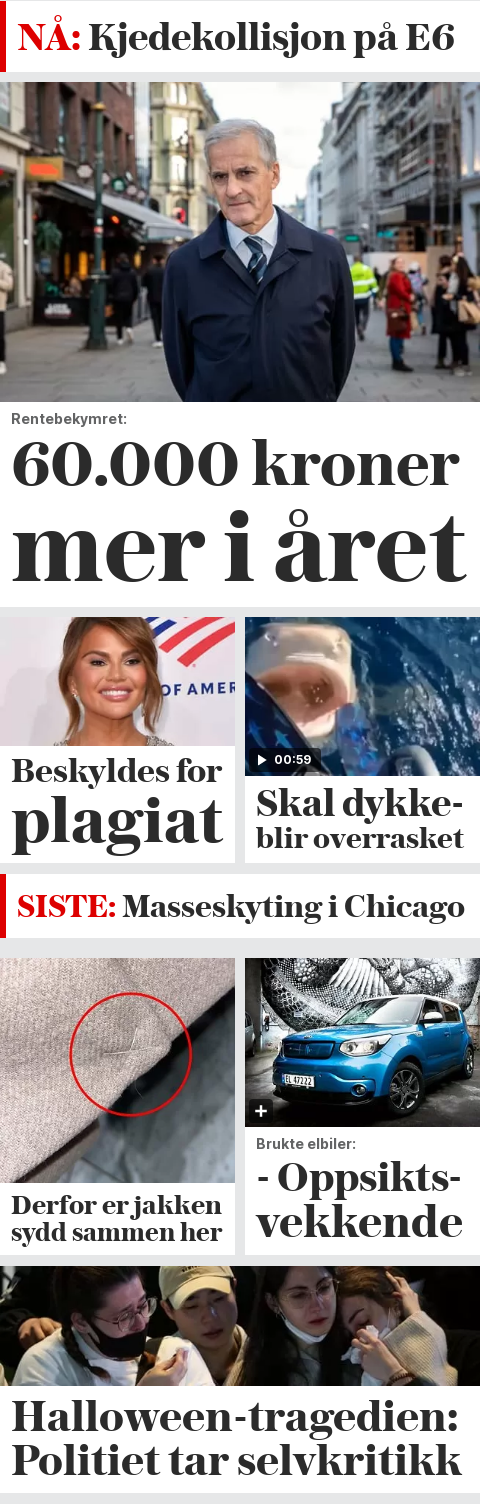 NÅ: Kjedekollisjon på E6
Rentebekymret:
60.000 kroner
mer i året
OF AMER
Beskyldes for
plagiat
00:59
Skal dykke-
blir overrasket
SISTE: Masseskyting i Chicago
Derfor er jakken
sydd sammen her
EL 47222
Brukte elbiler:
- Oppsikts-
vekkende
Halloween-tragedien:
Politiet tar selvkritikk